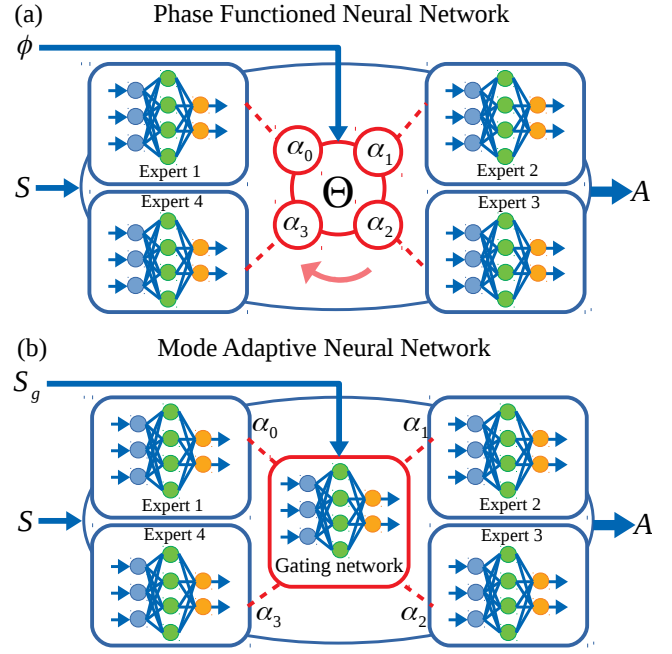 (a) Phase Functioned Neural Network
ϕ
Expert 1
Expert 2
α₀ α₁
S Θ A
Expert 4
Expert 3
α₃ α₂
(b) Mode Adaptive Neural Network
S_g
α₀ α₁
Expert 1
Expert 2
S A
Expert 4
Expert 3
Gating network
α₃ α₂